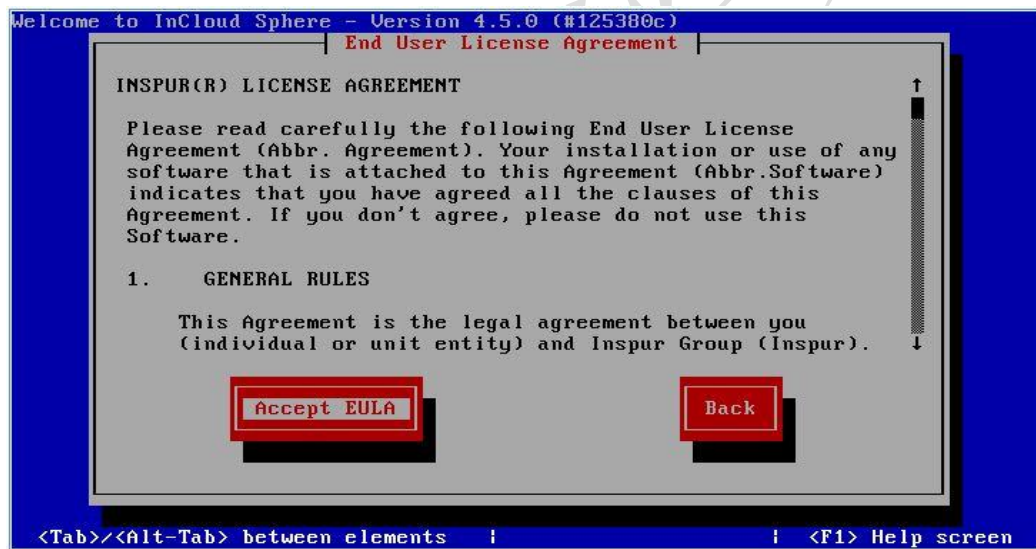 Welcome to InCloud Sphere - Version 4.5.0 (#125380c)
End User License Agreement
INSPUR(R) LICENSE AGREEMENT
Please read carefully the following End User License
Agreement (Abbr. Agreement). Your installation or use of any
software that is attached to this Agreement (Abbr.Software)
indicates that you have agreed all the clauses of this
Agreement. If you don't agree, please do not use this
Software.
1. GENERAL RULES
This Agreement is the legal agreement between you
(individual or unit entity) and Inspur Group (Inspur).
Accept EULA Back
<Tab>/<Alt-Tab> between elements | | <F1> Help screen